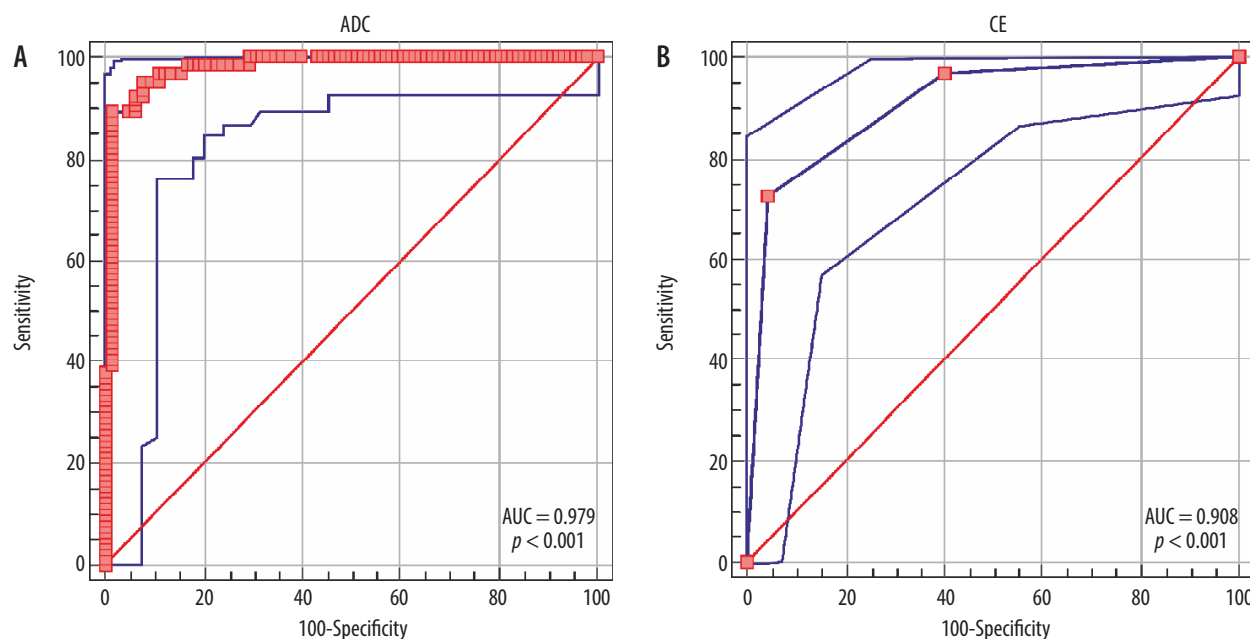 ADC
A
100
80
60
40
20
0
Sensitivity
AUC = 0.979
p < 0.001
0 20 40 60 80 100
100-Specificity
CE
B
100
80
60
40
20
0
Sensitivity
AUC = 0.908
p < 0.001
0 20 40 60 80 100
100-Specificity